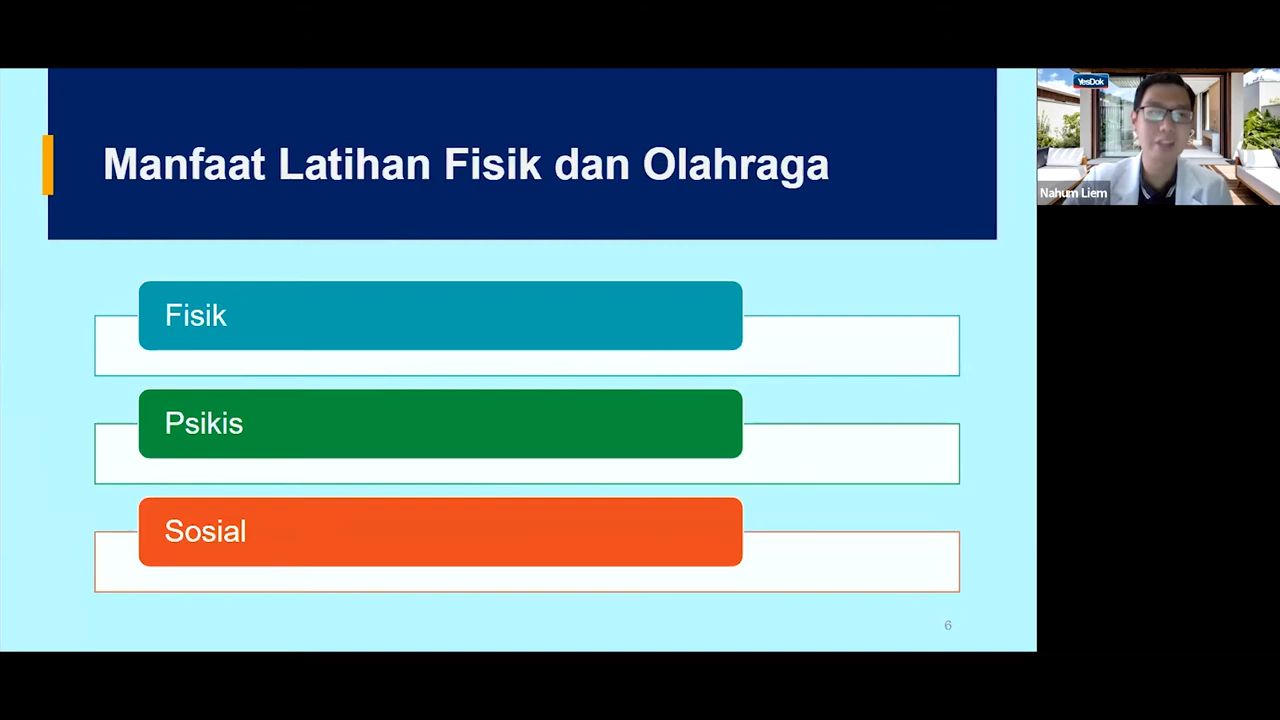 Manfaat Latihan Fisik dan Olahraga
YesDok
Nahum Liem
Fisik
Psikis
Sosial
6